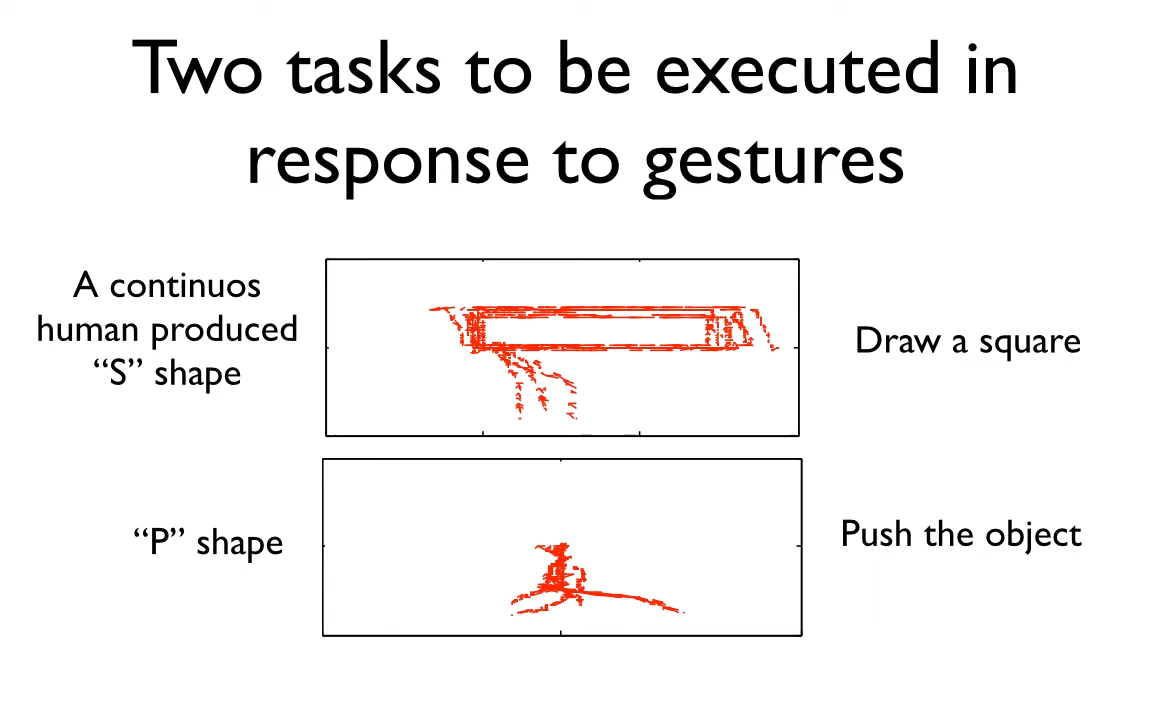 Two tasks to be executed in
response to gestures
A continuos
human produced
“S” shape
Draw a square
“P” shape
Push the object